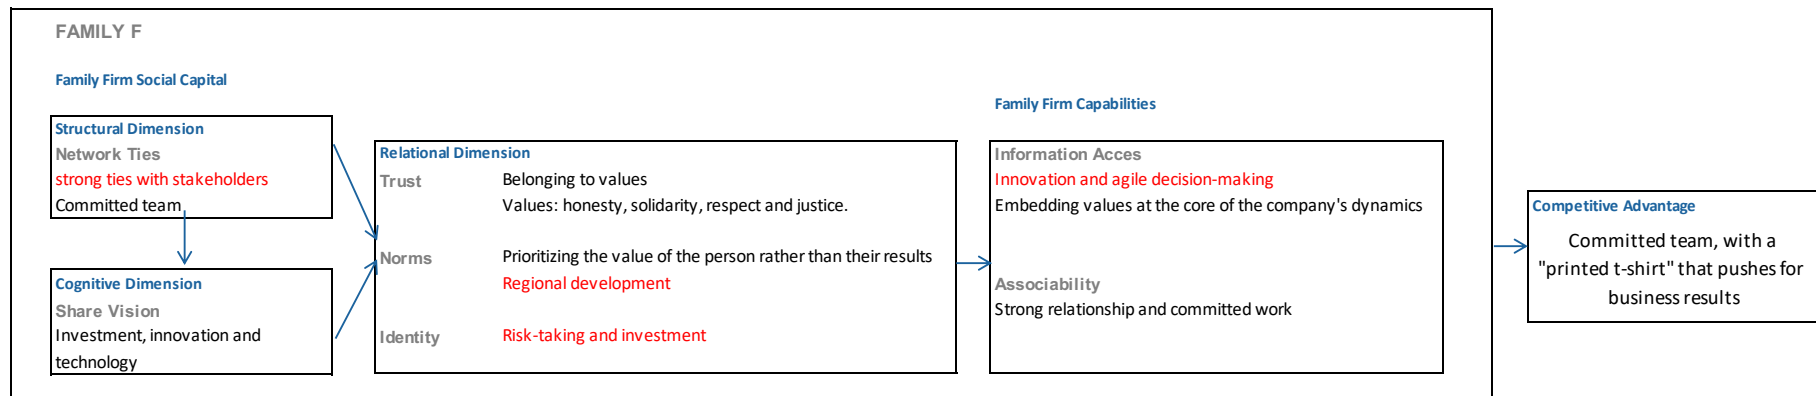 FAMILY F
Family Firm Social Capital
Structural Dimension
Network Ties
strong ties with stakeholders
Committed team
Cognitive Dimension
Share Vision
Investment, innovation and
technology
Relational Dimension
Trust Belonging to values
Values: honesty, solidarity, respect and justice.
Norms Prioritizing the value of the person rather than their results
Regional development
Identity Risk-taking and investment
Family Firm Capabilities
Information Acces
Innovation and agile decision-making
Embedding values at the core of the company's dynamics
Associability
Strong relationship and committed work
Competitive Advantage
Committed team, with a
"printed t-shirt" that pushes for
business results